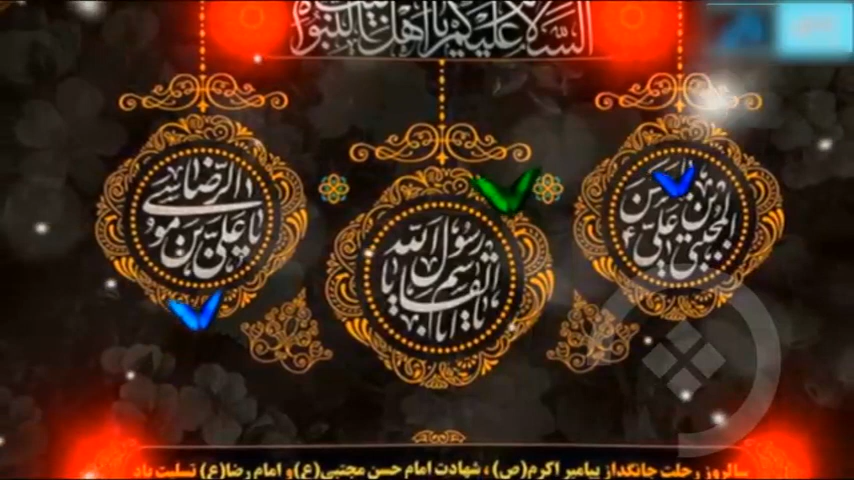 السلام علیکم یا اهل بیت النبوة
یا حسن بن علی المجتبی ع
یا رسول الله
یا اباالقاسم
یا علی بن موسی الرضا
سالروز رحلت جانگداز پیامبر اکرم(ص) ، شهادت امام حسن مجتبی(ع)و امام رضا(ع) تسلیت باد